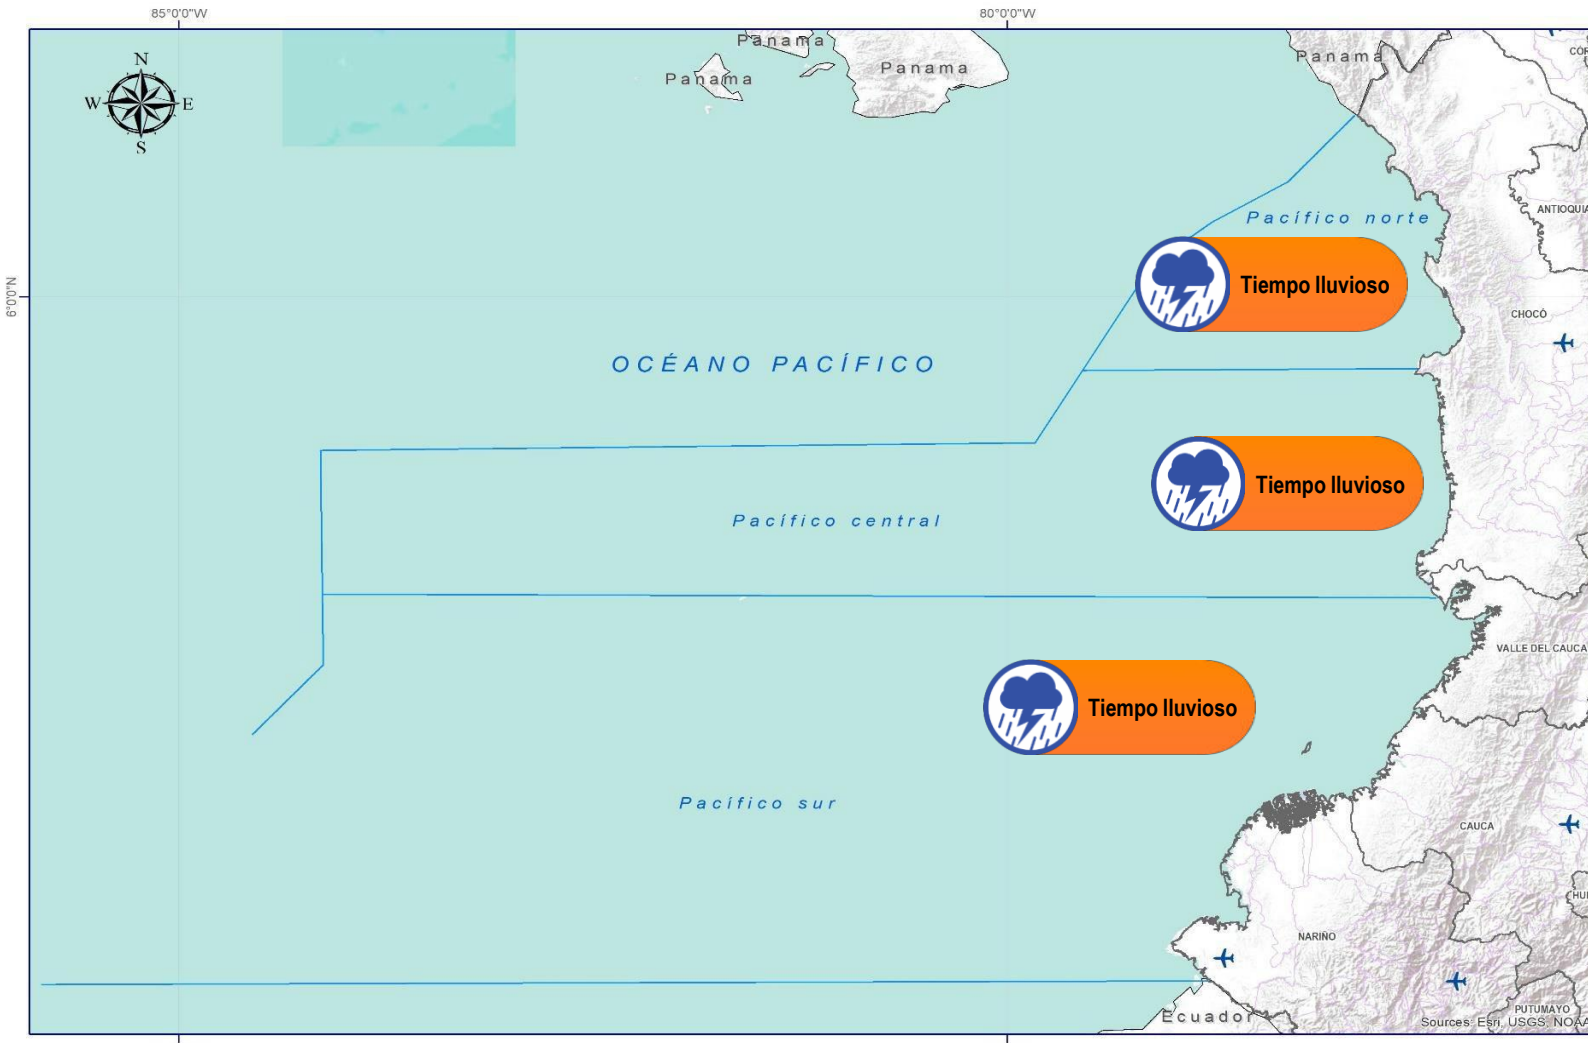 85°0'0"W
80°0'0"W
Panama
Panama
Panama
Panama
N
W
E
S
ANTIOQUIA
Pacífico norte
Tiempo lluvioso
6°0'0"N
CHOCÓ
OCÉANO PACÍFICO
Tiempo lluvioso
Pacífico central
VALLE DEL CAUCA
Tiempo lluvioso
Pacífico sur
CAUCA
NARIÑO
PUTUMAYO
Ecuador
Sources: Esri, USGS, NOAA